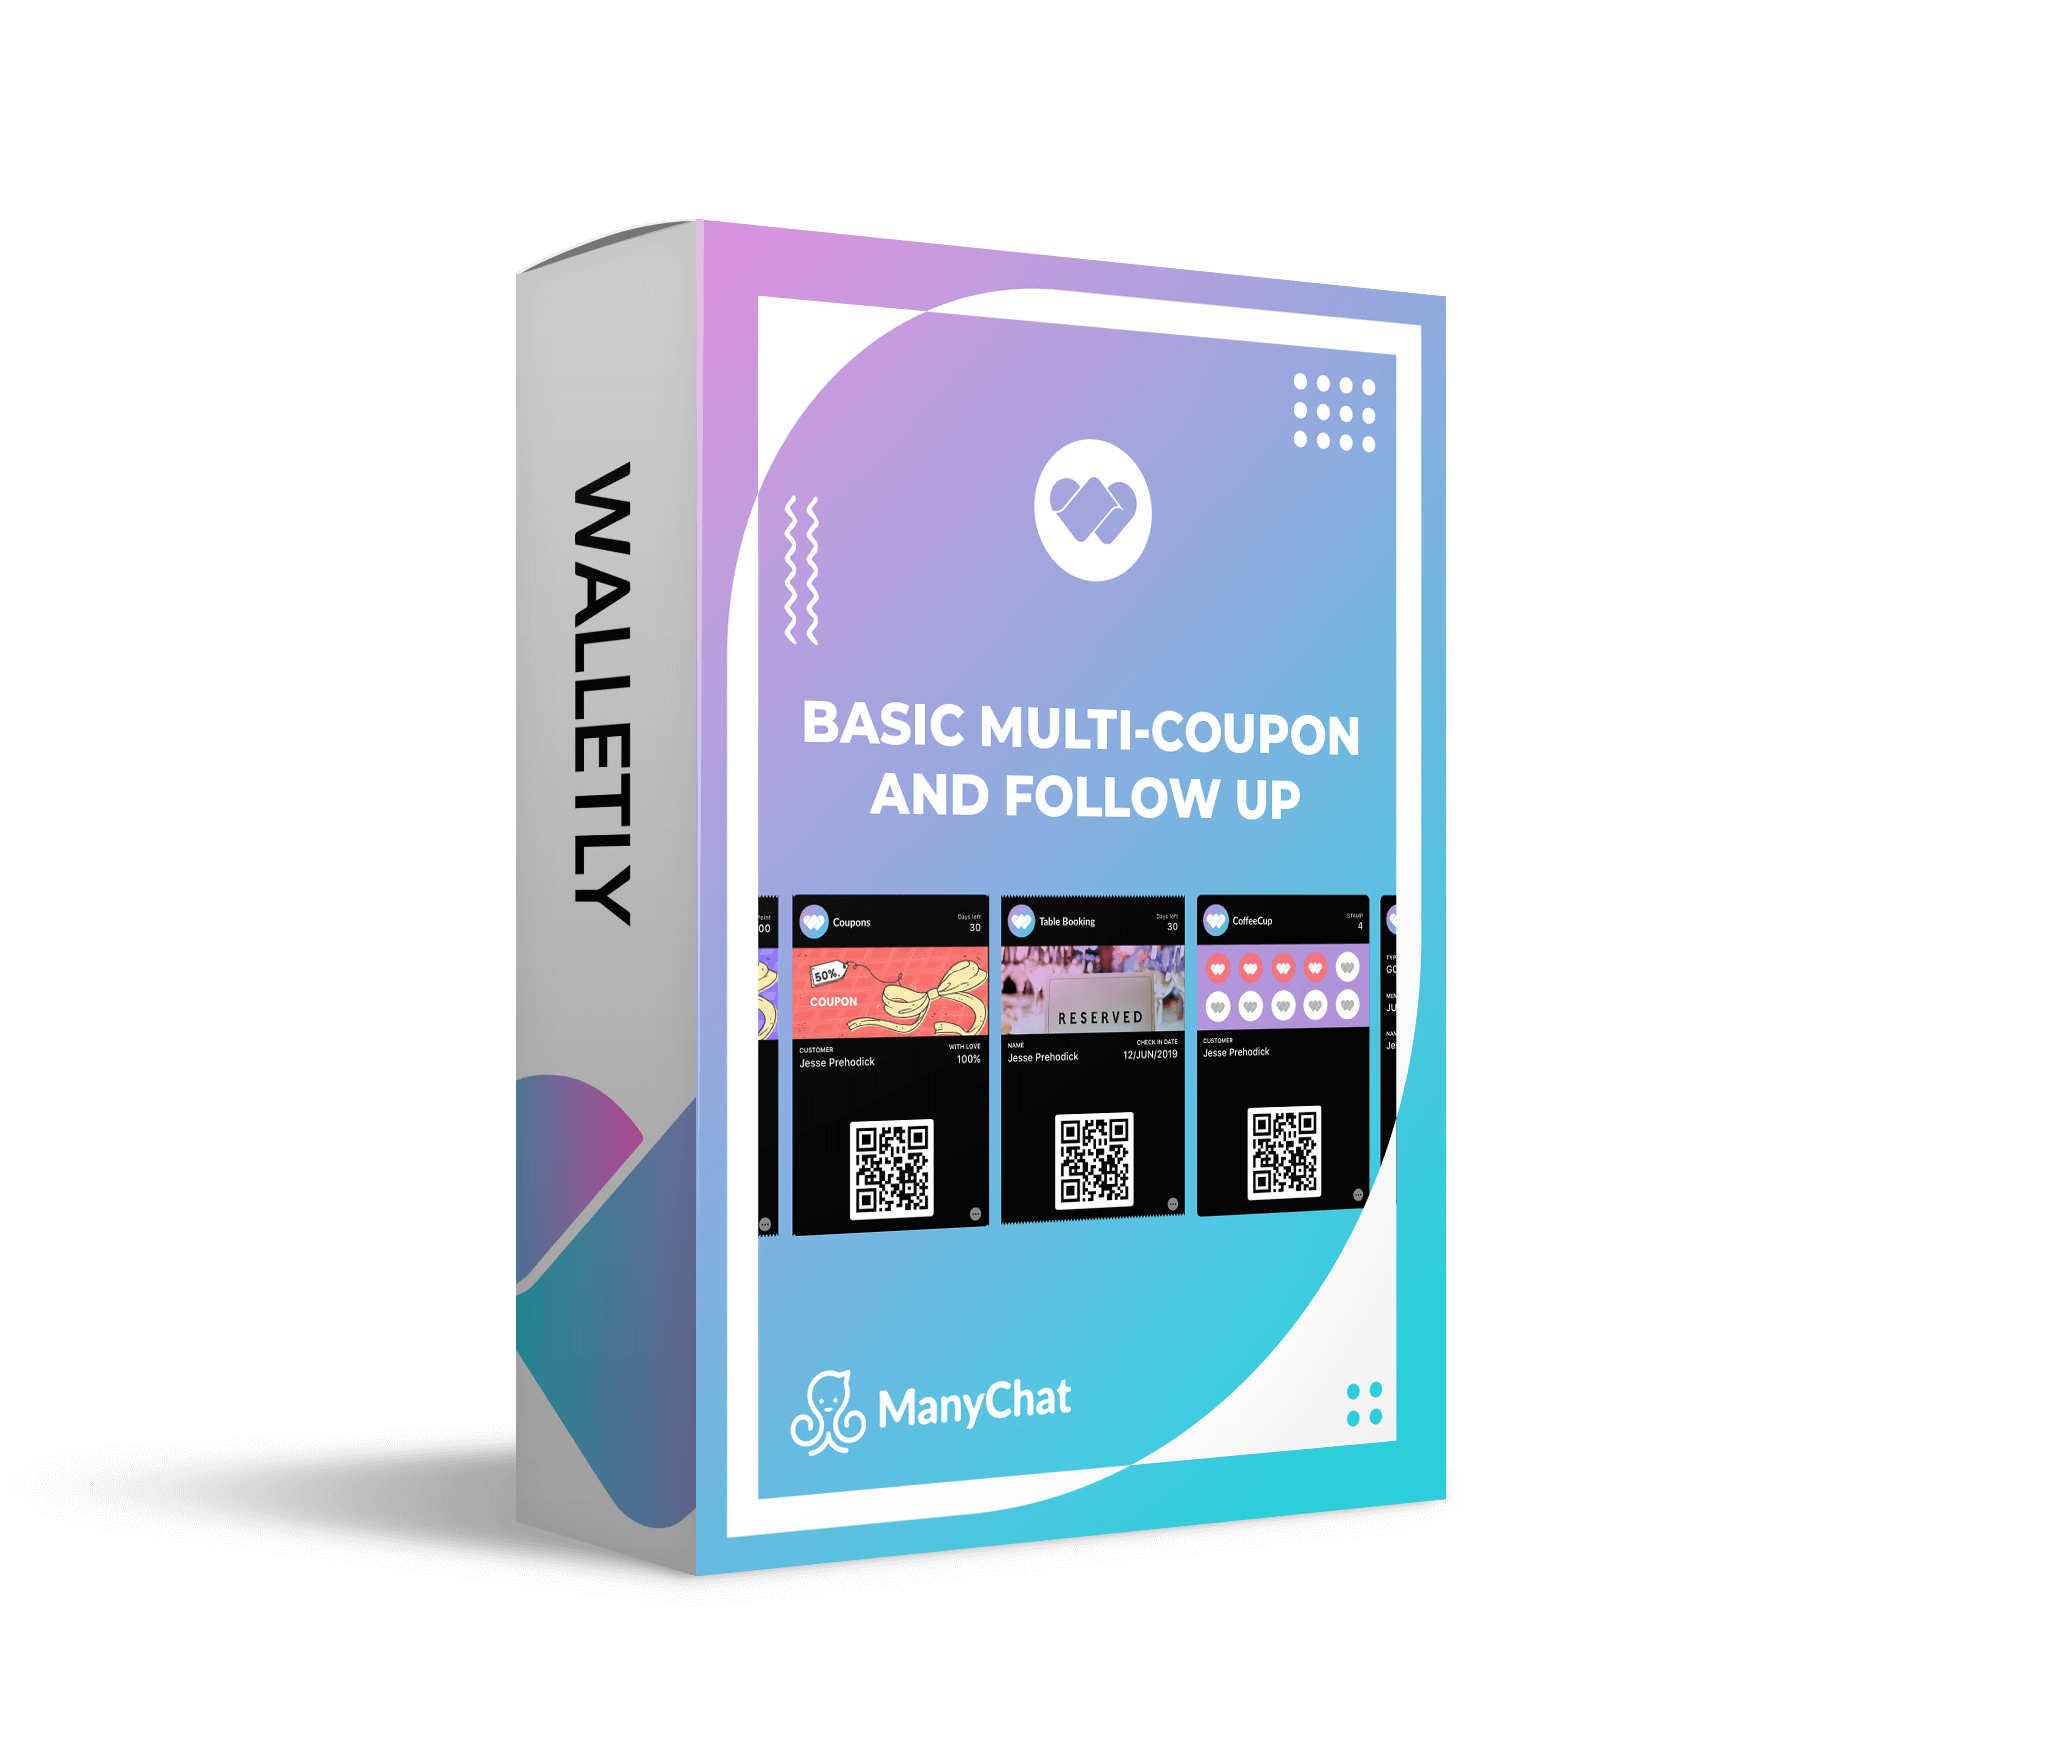 WALLETLY
BASIC MULTI-COUPON
AND FOLLOW UP
00
Coupons
Days left
30
50%.
COUPON
CUSTOMER
Jesse Prehodick
WITH LOVE
100%
Table Booking
Days left
30
RESERVED
NAME
Jesse Prehodick
CHECK IN DATE
12/JUN/2019
CoffeeCup
STAMP
4
CUSTOMER
Jesse Prehodick
ManyChat